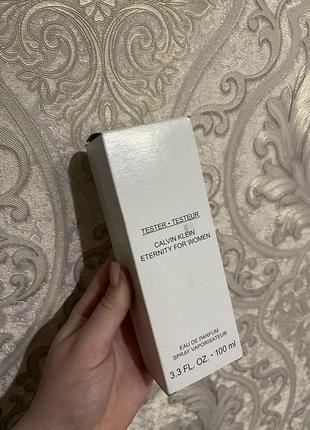 TESTER • TESTEUR
CALVIN KLEIN
ETERNITY FOR WOMEN
EAU DE PARFUM
SPRAY VAPORISATEUR
3.3 FL. OZ. • 100 ml